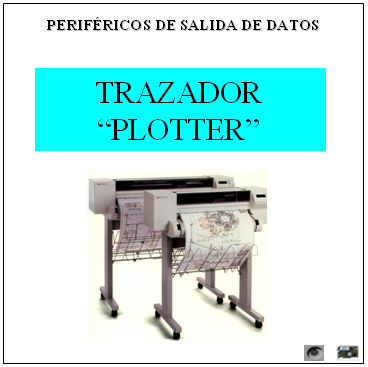 PERIFÉRICOS DE SALIDA DE DATOS
TRAZADOR
“PLOTTER”